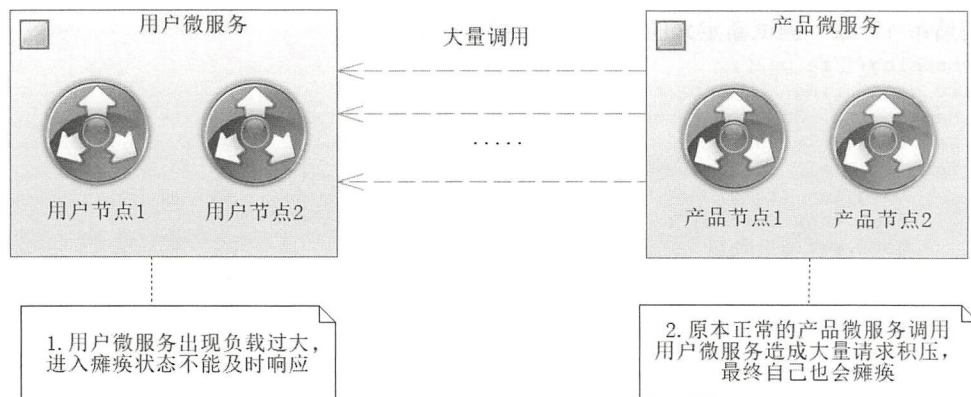 用户微服务
大量调用
产品微服务
.....
用户节点1
用户节点2
产品节点1
产品节点2
1.用户微服务出现负载过大,
进入瘫痪状态不能及时响应
2.原本正常的产品微服务调用
用户微服务造成大量请求积压,
最终自己也会瘫痪